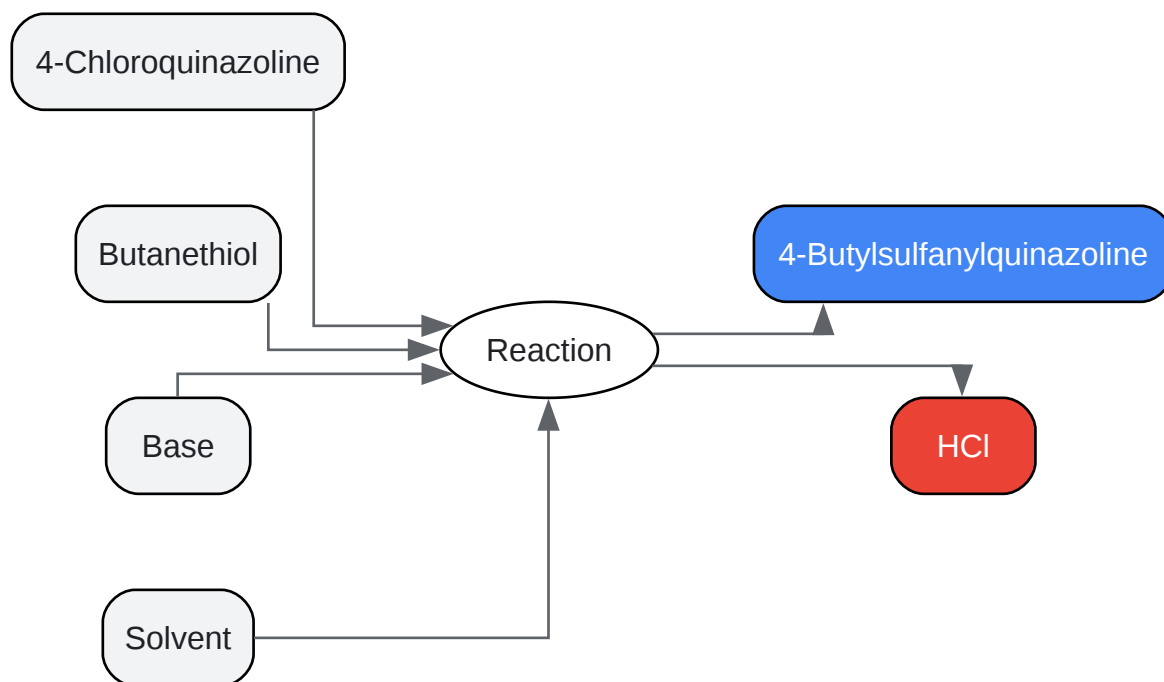 4-Chloroquinazoline
Butanethiol
4-Butylsulfanylquinazoline
Reaction
Base
HCl
Solvent